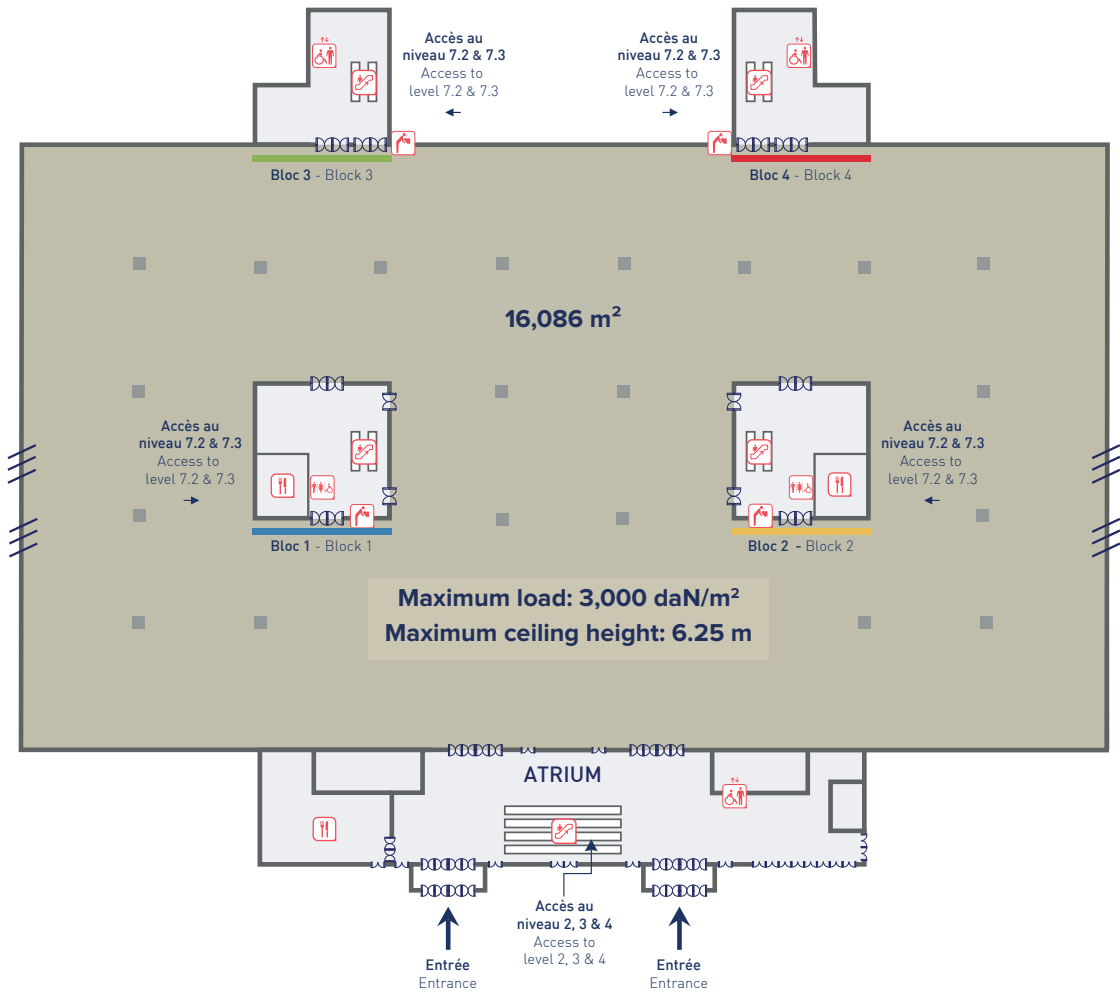 Accès au
niveau 7.2 & 7.3
Access to
level 7.2 & 7.3
Accès au
niveau 7.2 & 7.3
Access to
level 7.2 & 7.3
Bloc 3 - Block 3
Bloc 4 - Block 4
16,086 m²
Accès au
niveau 7.2 & 7.3
Access to
level 7.2 & 7.3
Accès au
niveau 7.2 & 7.3
Access to
level 7.2 & 7.3
Bloc 1 - Block 1
Bloc 2 - Block 2
Maximum load: 3,000 daN/m²
Maximum ceiling height: 6.25 m
ATRIUM
Accès au
niveau 2, 3 & 4
Access to
level 2, 3 & 4
Entrée
Entrance
Entrée
Entrance